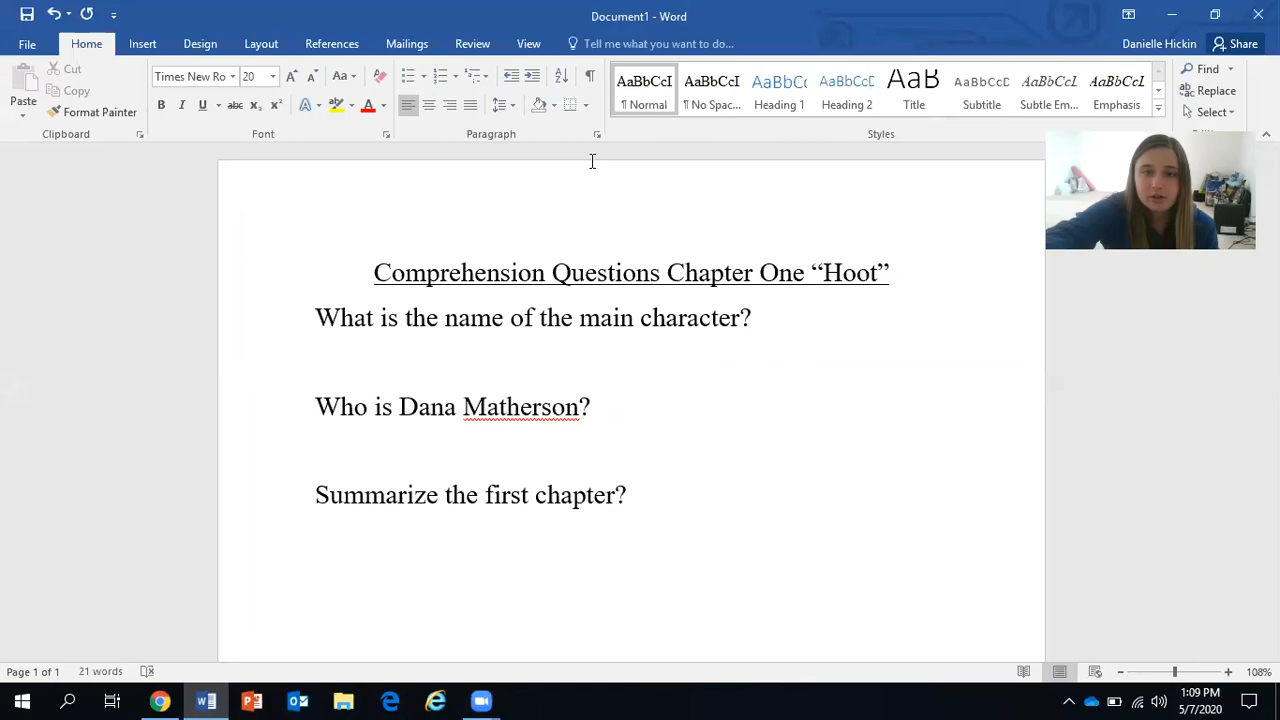 Document1 - Word
File Home Insert Design Layout References Mailings Review View Tell me what you want to do... Danielle Hickin Share
Cut
Copy
Format Painter
Paste
Clipboard
Times New Ro 20
Font
Paragraph
AaBbCcI AaBbCcI AaBbCc AaBbCcD AaB AaBbCcD AaBbCcI AaBbCcI
¶ Normal ¶ No Spac... Heading 1 Heading 2 Title Subtitle Subtle Em... Emphasis
Styles
Find
Replace
Select
Comprehension Questions Chapter One “Hoot”
What is the name of the main character?
Who is Dana Matherson?
Summarize the first chapter?
Page 1 of 1 21 words 108%
1:09 PM
5/7/2020